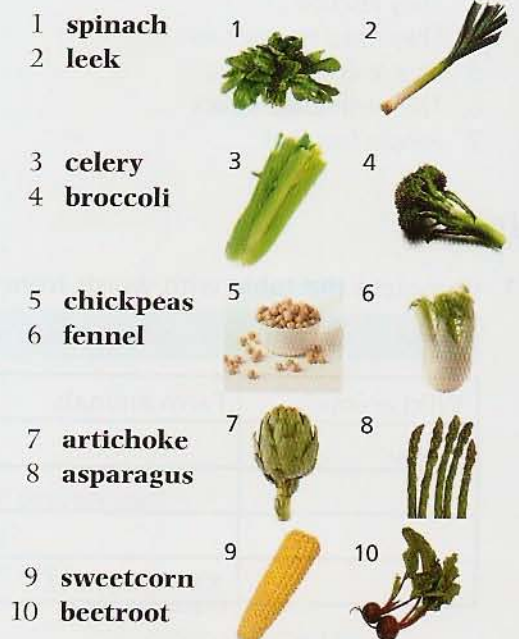 1 spinach
2 leek
1
2
3 celery
4 broccoli
3
4
5 chickpeas
6 fennel
5
6
7 artichoke
8 asparagus
7
8
9 sweetcorn
10 beetroot
9
10